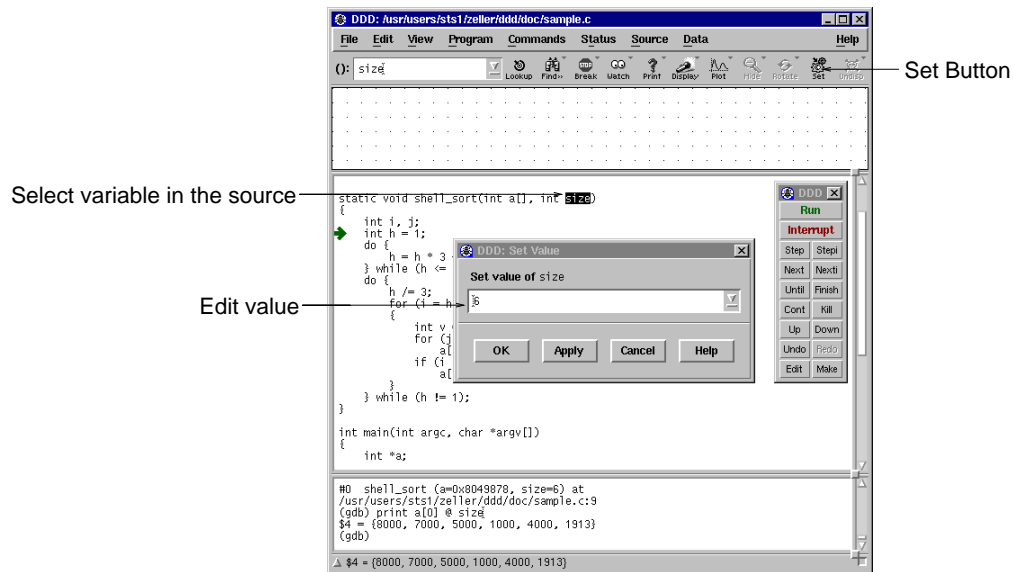 DDD: /usr/users/sts1/zeller/ddd/doc/sample.c
File Edit View Program Commands Status Source Data Help
(): size
Lookup Find>> Break Watch Print Display Plot Hide Rotate Set Undisp
Set Button
Select variable in the source
static void shell_sort(int a[], int size)
{
int i, j;
int h = 1;
do {
h = h * 3
} while (h <=
do {
h /= 3;
for (i = h
{
int v
for (j
a[
if (i
a[
}
} while (h != 1);
}
int main(int argc, char *argv[])
{
int *a;
Edit value
DDD: Set Value
Set value of size
6
OK Apply Cancel Help
DDD
Run
Interrupt
Step Stepi
Next Nexti
Until Finish
Cont Kill
Up Down
Undo Redo
Edit Make
#0 shell_sort (a=0x8049878, size=6) at
/usr/users/sts1/zeller/ddd/doc/sample.c:9
(gdb) print a[0] @ size
$4 = {8000, 7000, 5000, 1000, 4000, 1913}
(gdb)
$4 = {8000, 7000, 5000, 1000, 4000, 1913}